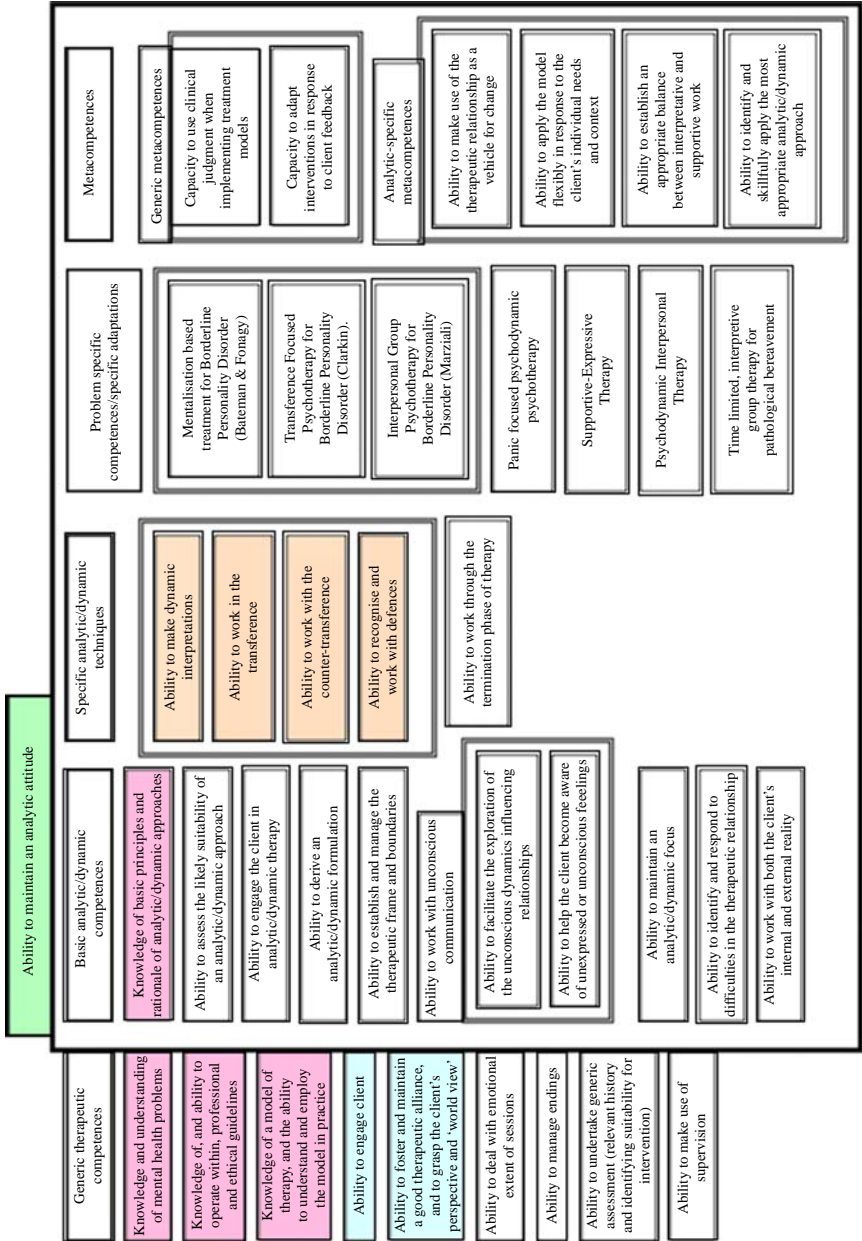 Ability to maintain an analytic attitude
Generic therapeutic
competences
Knowledge and understanding
of mental health problems
Knowledge of, and ability to
operate within, professional
and ethical guidelines
Knowledge of a model of
therapy, and the ability
to understand and employ
the model in practice
Ability to engage client
Ability to foster and maintain
a good therapeutic alliance,
and to grasp the client’s
perspective and ‘world view’
Ability to deal with emotional
extent of sessions
Ability to manage endings
Ability to undertake generic
assessment (relevant history
and identifying suitability for
intervention)
Ability to make use of
supervision
Basic analytic/dynamic
competences
Knowledge of basic principles and
rationale of analytic/dynamic approaches
Ability to assess the likely suitability of
an analytic/dynamic approach
Ability to engage the client in
analytic/dynamic therapy
Ability to derive an
analytic/dynamic formulation
Ability to establish and manage the
therapeutic frame and boundaries
Ability to work with unconscious
communication
Ability to facilitate the exploration of
the unconscious dynamics influencing
relationships
Ability to help the client become aware
of unexpressed or unconscious feeelings
Ability to maintain an
analytic/dynamic focus
Ability to identify and respond to
difficulties in the therapeutic relationship
Ability to work with both the client’s
internal and external reality
Specific analytic/dynamic
techniques
Ability to make dynamic
interpretations
Ability to work in the
transference
Ability to work with the
counter-transference
Ability to recognise and
work with defences
Ability to work through the
termination phase of therapy
Problem specific
competences/specific adaptations
Mentalisation based
treatment for Borderline
Personality Disorder
(Bateman & Fonagy)
Transference Focused
Psychotherapy for
Borderline Personality
Disorder (Clarkin).
Interpersonal Group
Psychotherapy for
Borderline Personality
Disorder (Marziali)
Panic focused psychodynamic
psychotherapy
Supportive-Expressive
Therapy
Psychodynamic Interpersonal
Therapy
Time limited, interpretive
group therapy for
pathological bereavement
Metacompetences
Generic metacompetences
Capacity to use clinical
judgment when
implementing treatment
models
Capacity to adapt
interventions in response
to client feedback
Analytic-specific
metacompetences
Ability to make use of the
therapeutic relationship as a
vehicle for change
Ability to apply the model
flexibly in response to the
client’s individual needs
and context
Ability to establish an
appropriate balance
between interpretative and
supportive work
Ability to identify and
skillfully apply the most
appropriate analytic/dynamic
approach